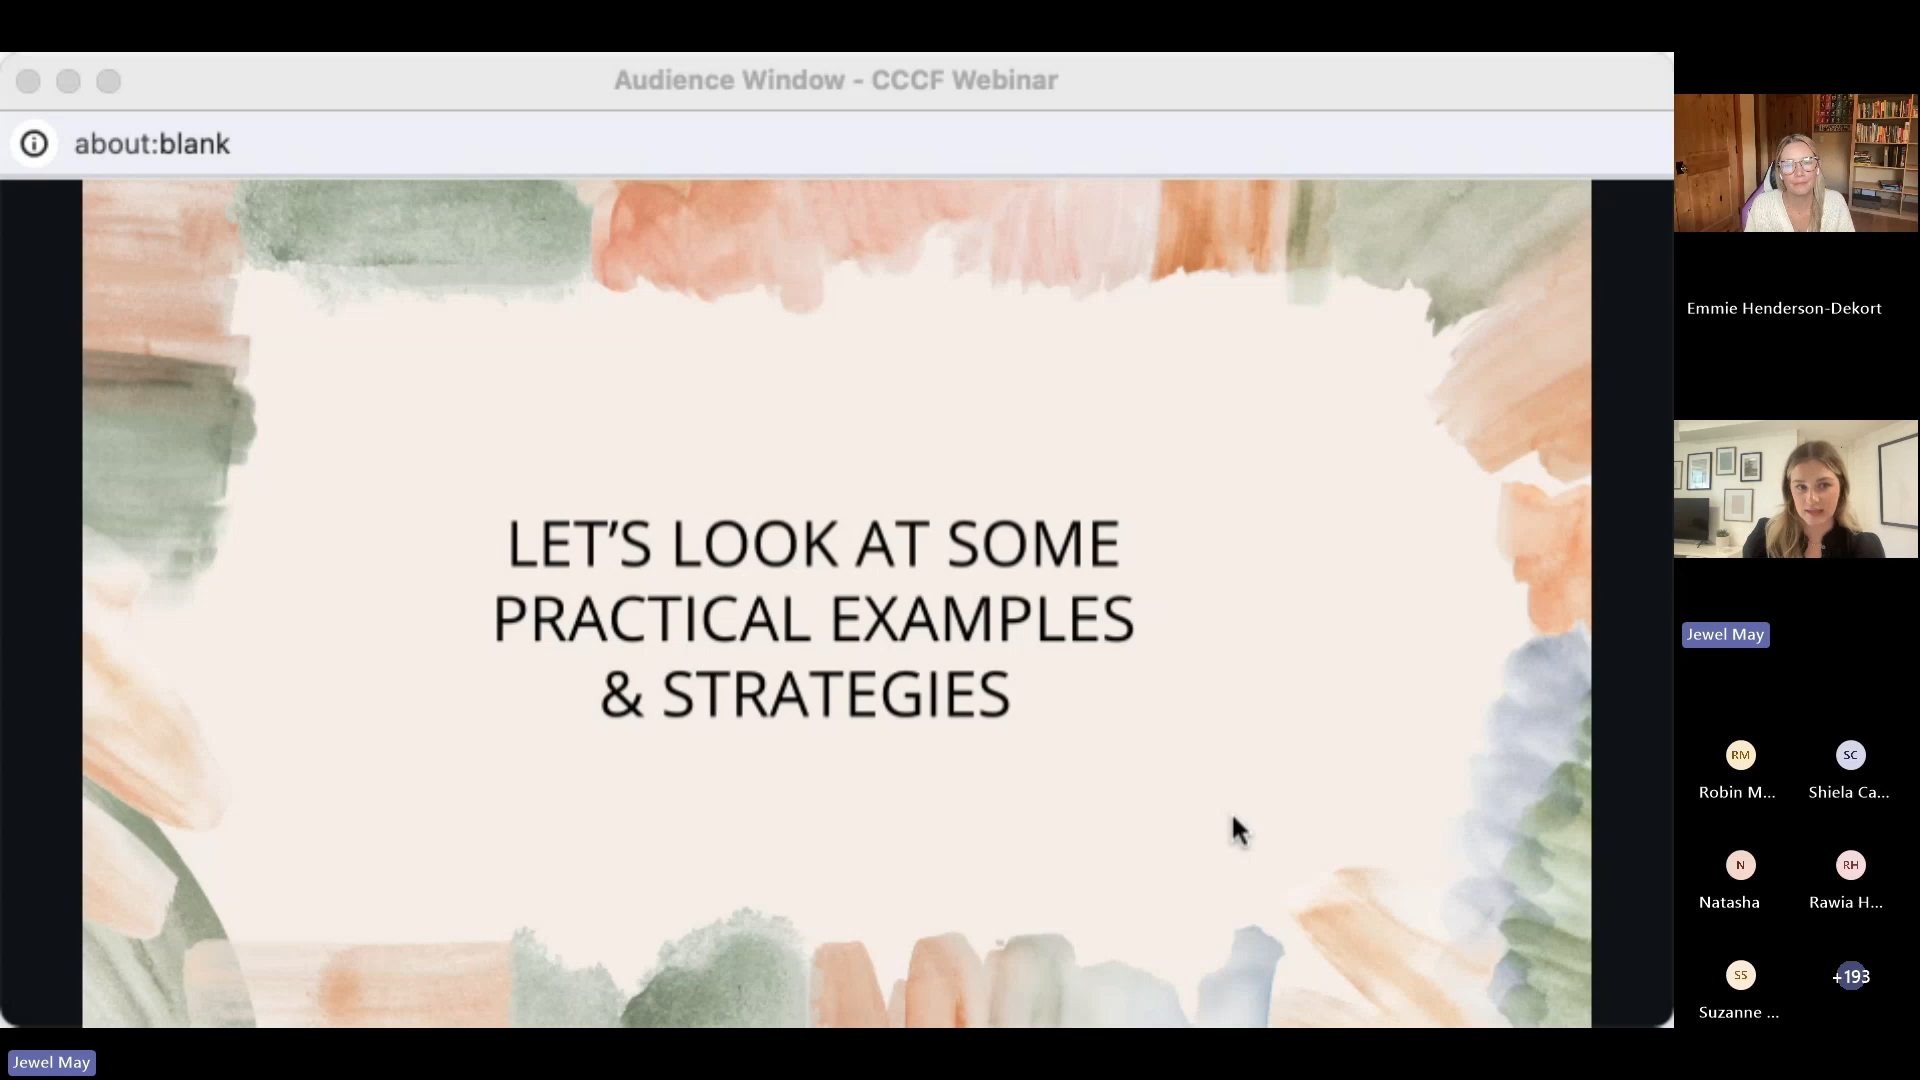 Audience Window - CCCF Webinar
about:blank
LET’S LOOK AT SOME
PRACTICAL EXAMPLES
& STRATEGIES
Emmie Henderson-Dekort
Jewel May
RM
SC
Robin M...
Shiela Ca...
N
RH
Natasha
Rawia H...
SS
+193
Suzanne ...
Jewel May